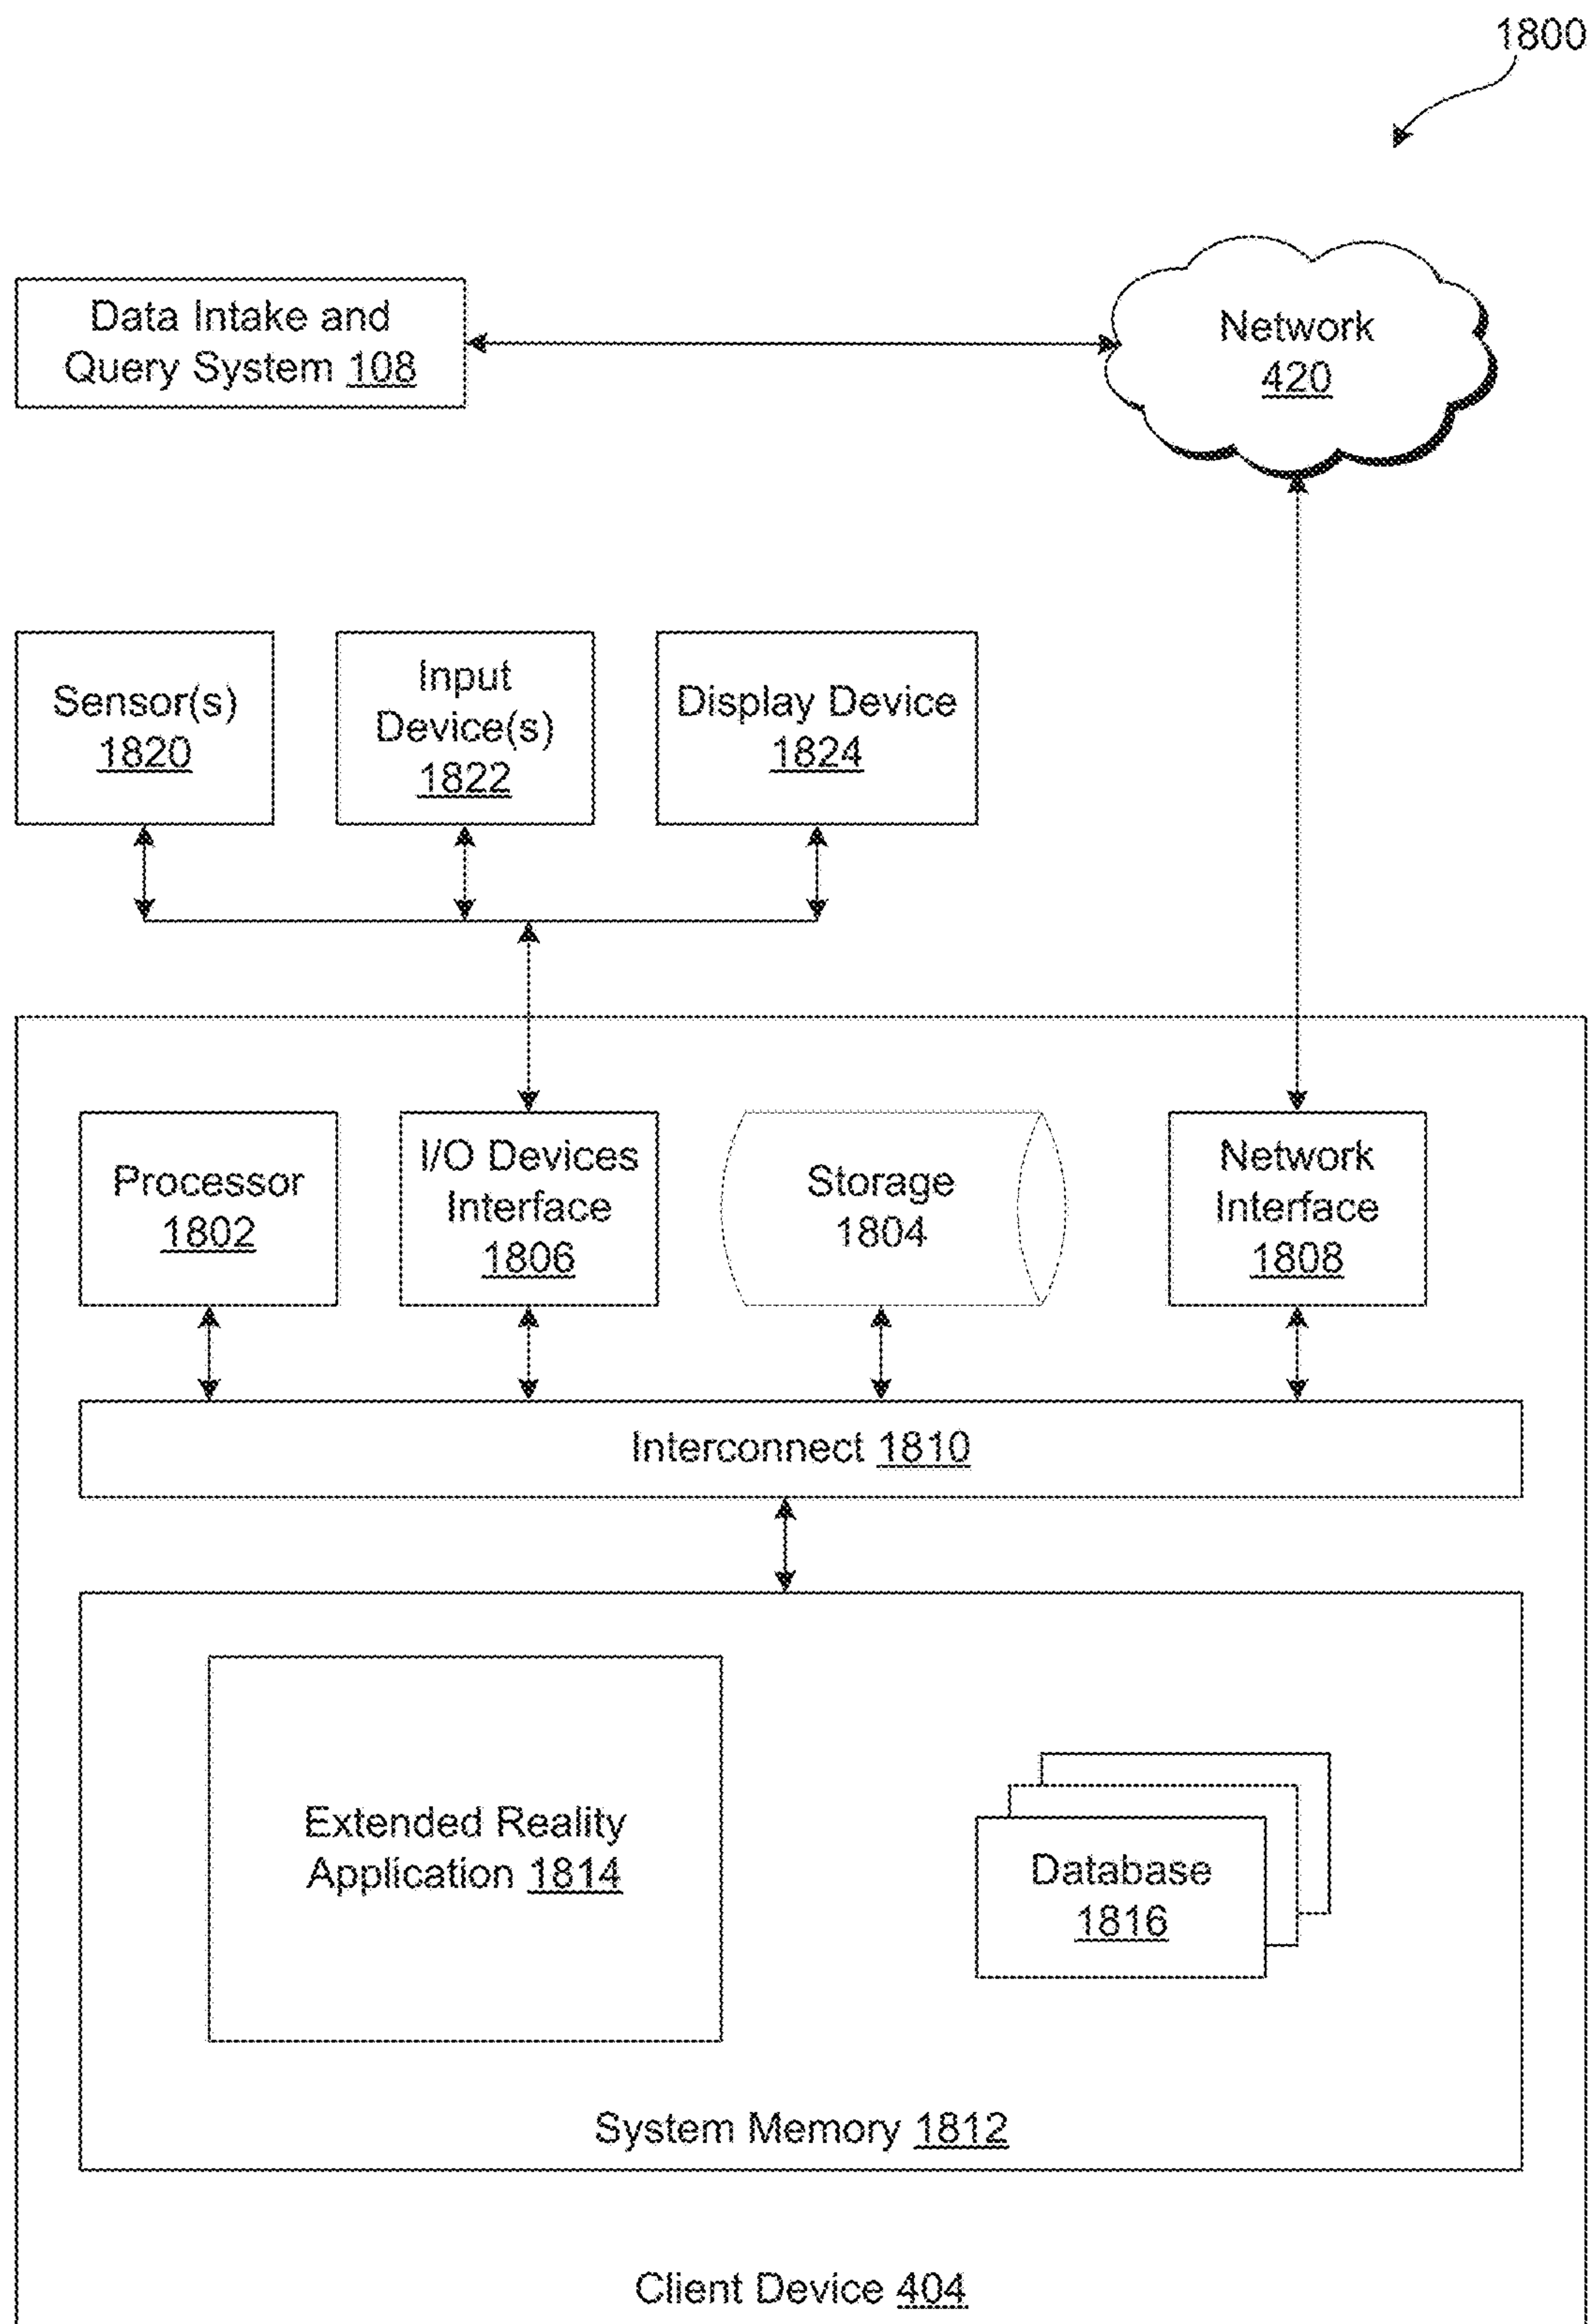 1800
Data Intake and
Query System 108
Network
420
Sensor(s)
1820
Input
Device(s)
1822
Display Device
1824
Processor
1802
I/O Devices
Interface
1806
Storage
1804
Network
Interface
1808
Interconnect 1810
Extended Reality
Application 1814
Database
1816
System Memory 1812
Client Device 404